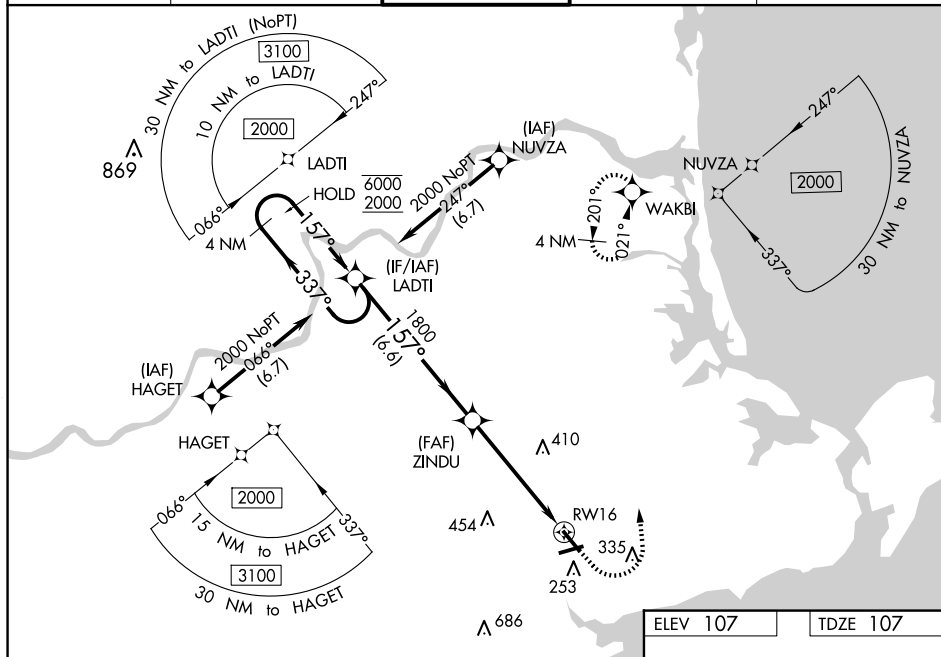 30 NM to LADTI (NoPT)
3100
10 NM to LADTI
2000
247°
066°
LADTI
869
HOLD 6000
2000
4 NM
157°
337°
(IF/IAF)
LADTI
(IAF)
NUVZA
2000 NoPT
247°
(6.7)
201°
021°
4 NM
WAKBI
NUVZA
247°
2000
337°
30 NM to NUVZA
2000 NoPT
066°
(6.7)
(IAF)
HAGET
1800
157°
(6.6)
(FAF)
ZINDU
410
HAGET
066°
2000
337°
15 NM to HAGET
3100
30 NM to HAGET
454
RW16
335
253
686
ELEV 107
TDZE 107